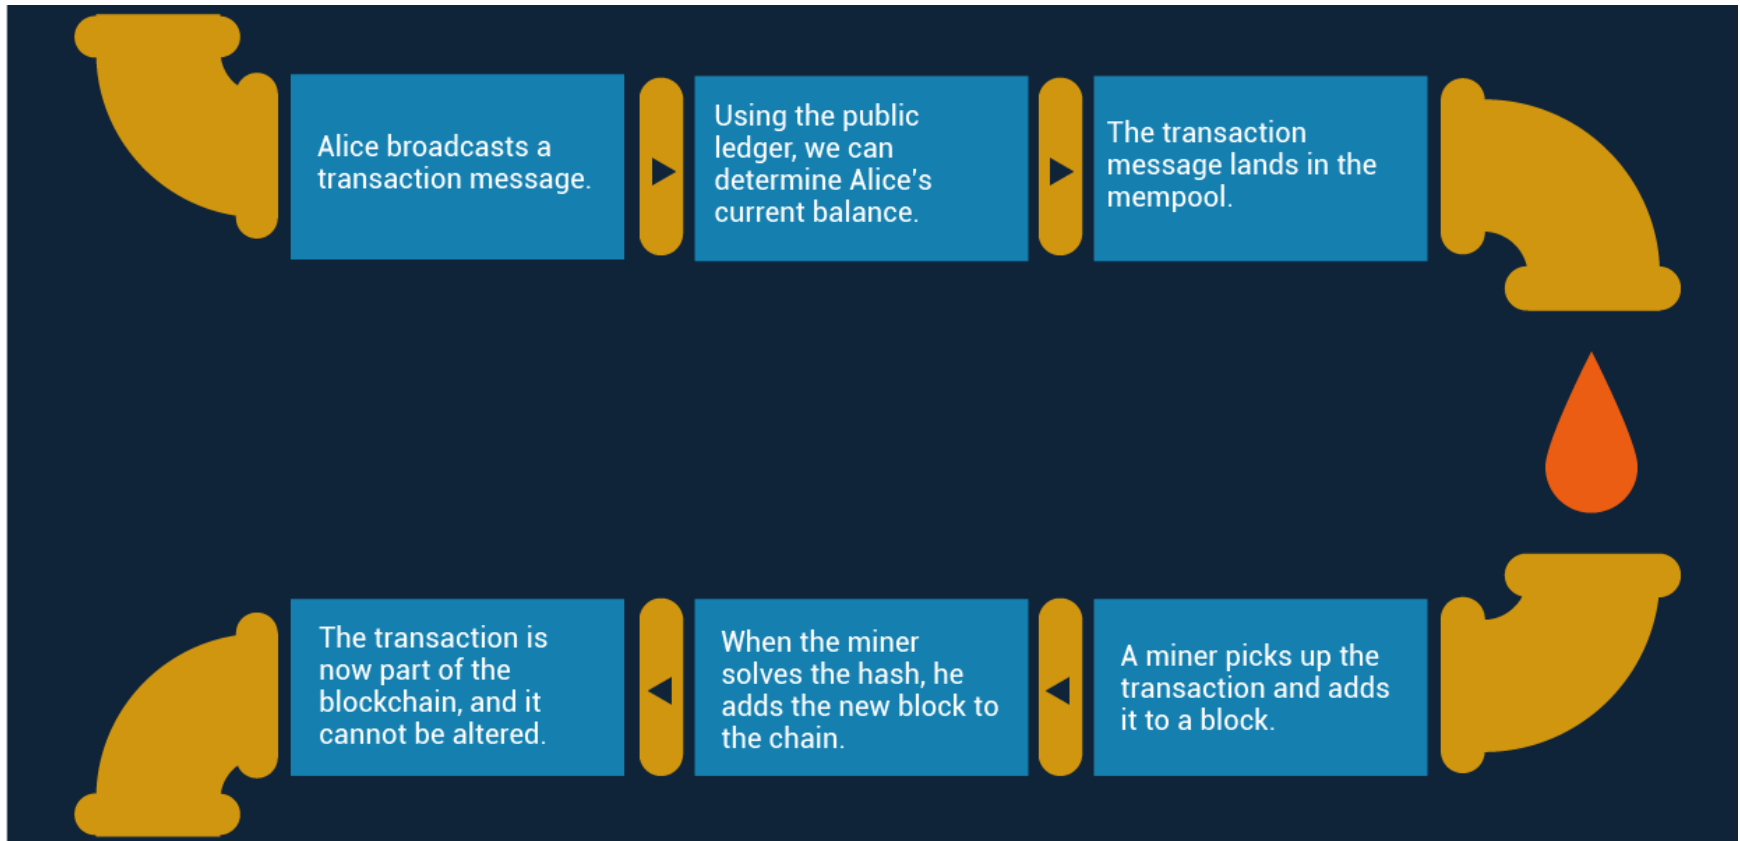 Alice broadcasts a
transaction message.
Using the public
ledger, we can
determine Alice's
current balance.
The transaction
message lands in the
mempool.
A miner picks up the
transaction and adds
it to a block.
When the miner
solves the hash, he
adds the new block to
the chain.
The transaction is
now part of the
blockchain, and it
cannot be altered.